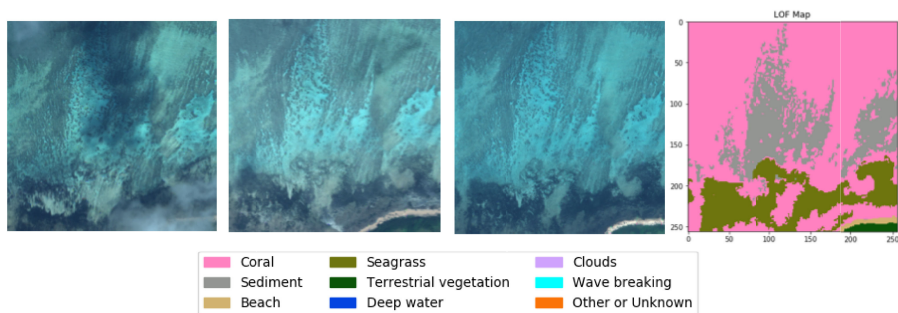 LOF Map
0
50
100
150
200
250
0 50 100 150 200 250
Coral Seagrass Clouds
Sediment Terrestrial vegetation Wave breaking
Beach Deep water Other or Unknown